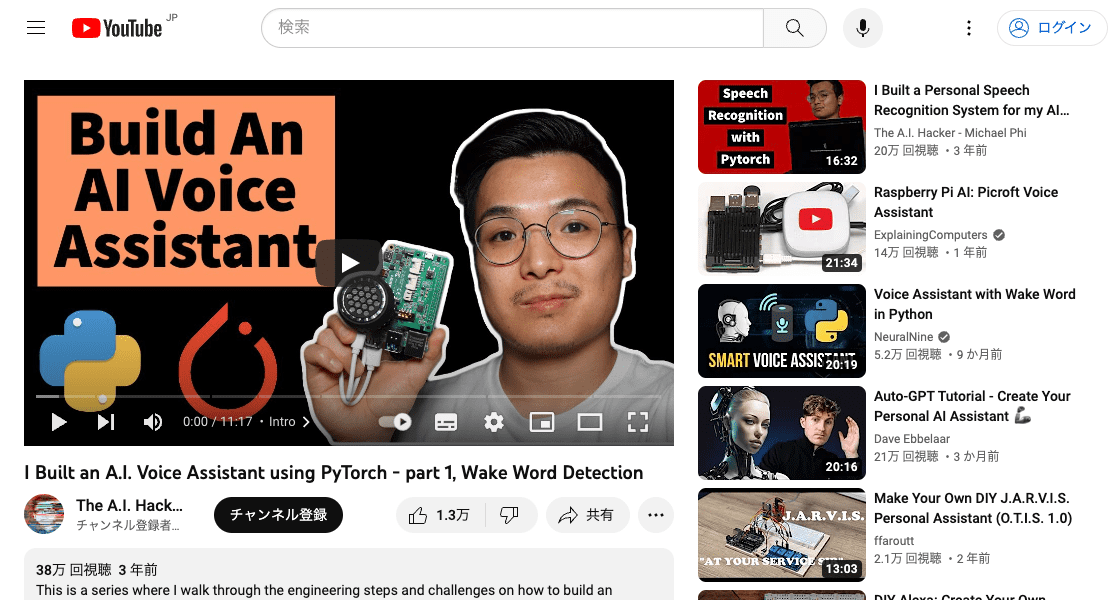 YouTube JP
検索
ログイン
Build An
AI Voice
Assistant
0:00 / 11:17 • Intro
I Built an A.I. Voice Assistant using PyTorch - part 1, Wake Word Detection
The A.I. Hack...
チャンネル登録者...
チャンネル登録
1.3万
共有
38万 回視聴 3 年前
This is a series where I walk through the engineering steps and challenges on how to build an
Speech
Recognition
with
Pytorch
16:32
I Built a Personal Speech
Recognition System for my AI...
The A.I. Hacker - Michael Phi
20万 回視聴 • 3 年前
21:34
Raspberry Pi AI: Picroft Voice
Assistant
ExplainingComputers
14万 回視聴 • 1 年前
SMART VOICE ASSISTANT
20:19
Voice Assistant with Wake Word
in Python
NeuralNine
5.2万 回視聴 • 9 か月前
20:16
Auto-GPT Tutorial - Create Your
Personal AI Assistant 🦾
Dave Ebbelaar
21万 回視聴 • 3 か月前
J.A.R.V.I.S.
"AT YOUR SERVICE SIR"
13:03
Make Your Own DIY J.A.R.V.I.S.
Personal Assistant (O.T.I.S. 1.0)
ffaroutt
2.1万 回視聴 • 2 年前
DIY Alexa: Create Your Own